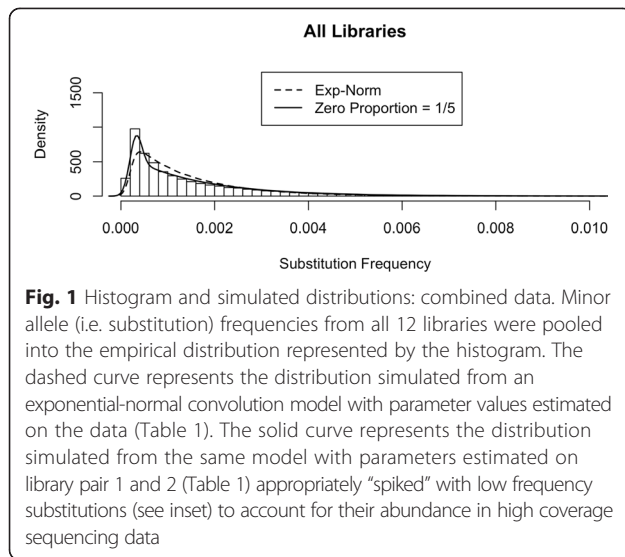 All Libraries
1500
500
0
Density
Exp-Norm
Zero Proportion = 1/5
0.000 0.002 0.004 0.006 0.008 0.010
Substitution Frequency
Fig. 1 Histogram and simulated distributions: combined data. Minor
allele (i.e. substitution) frequencies from all 12 libraries were pooled
into the empirical distribution represented by the histogram. The
dashed curve represents the distribution simulated from an
exponential-normal convolution model with parameter values estimated
on the data (Table 1). The solid curve represents the distribution
simulated from the same model with parameters estimated on
library pair 1 and 2 (Table 1) appropriately “spiked” with low frequency
substitutions (see inset) to account for their abundance in high coverage
sequencing data